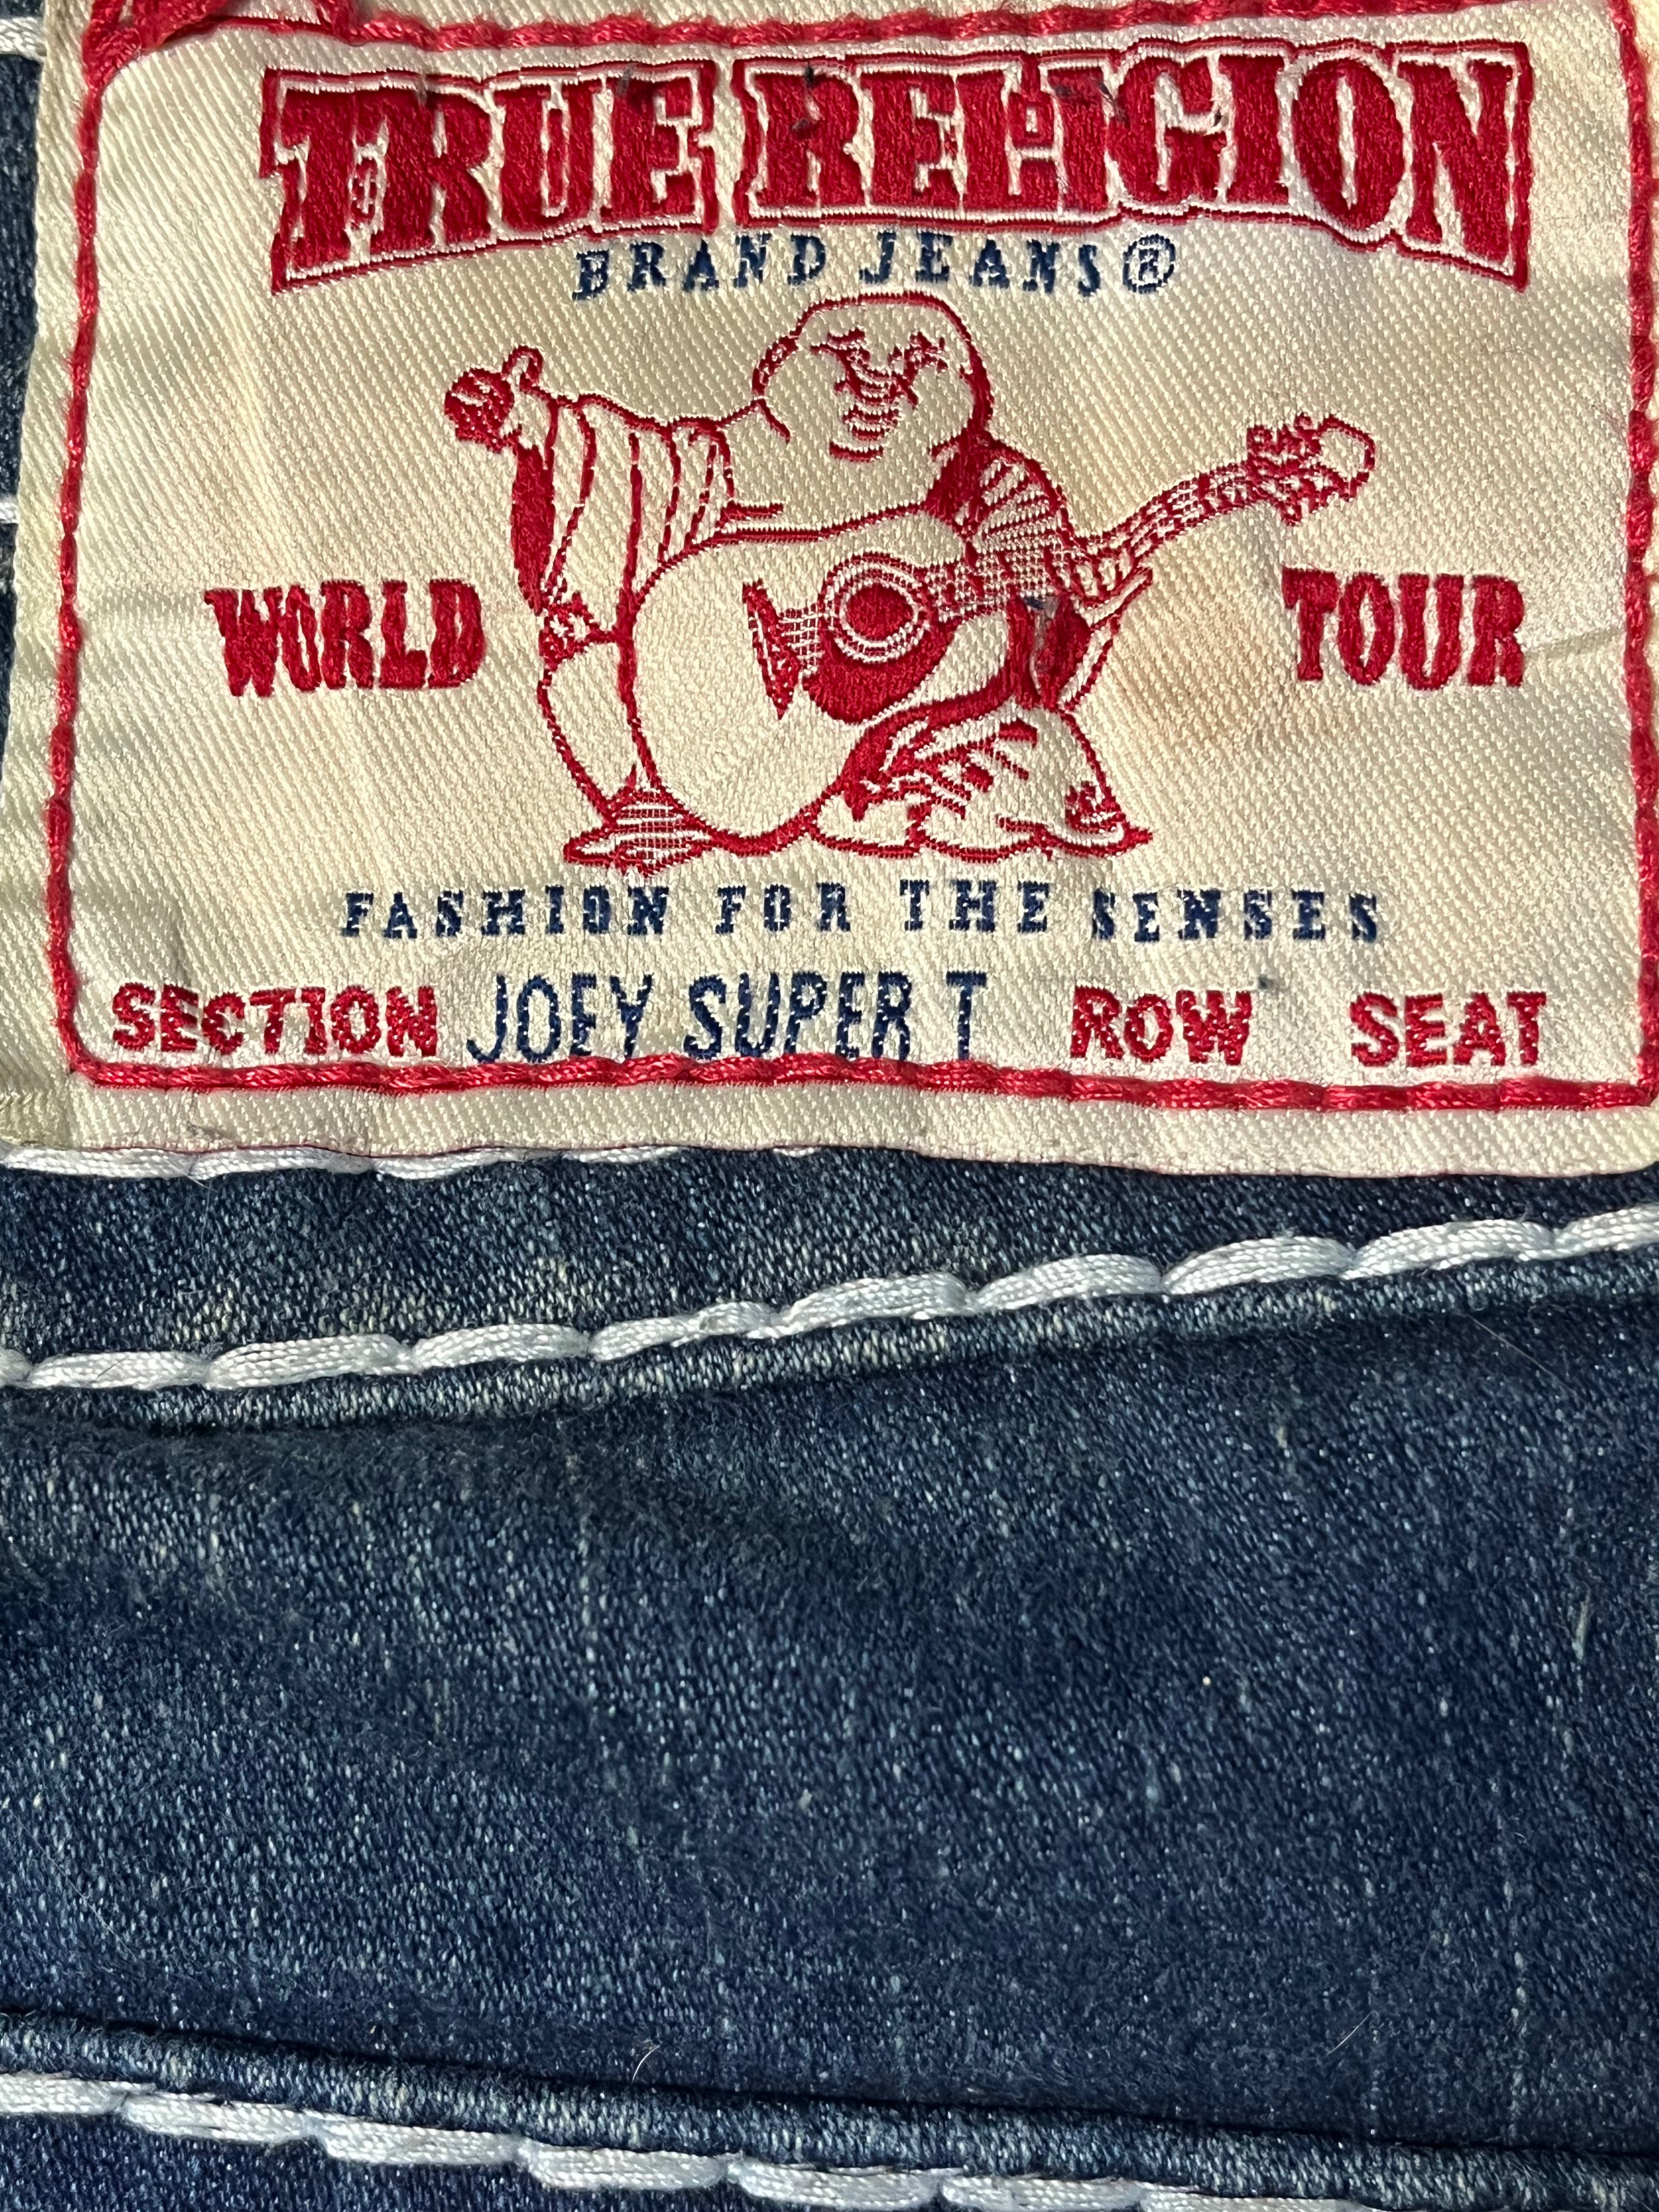 TRUE RELIGION
BRAND JEANS®
WORLD TOUR
FASHION FOR THE SENSES
SECTION JOEY SUPER T ROW SEAT